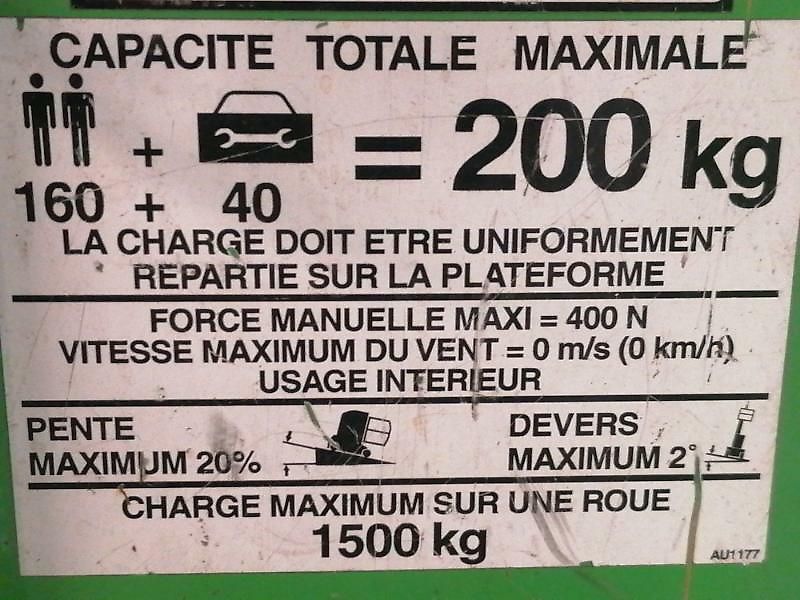 CAPACITE TOTALE MAXIMALE
+ = 200 kg
160 + 40
LA CHARGE DOIT ETRE UNIFORMEMENT
REPARTIE SUR LA PLATEFORME
FORCE MANUELLE MAXI = 400 N
VITESSE MAXIMUM DU VENT = 0 m/s (0 km/h)
USAGE INTERIEUR
PENTE
MAXIMUM 20%
DEVERS
MAXIMUM 2°
CHARGE MAXIMUM SUR UNE ROUE
1500 kg
AU1177